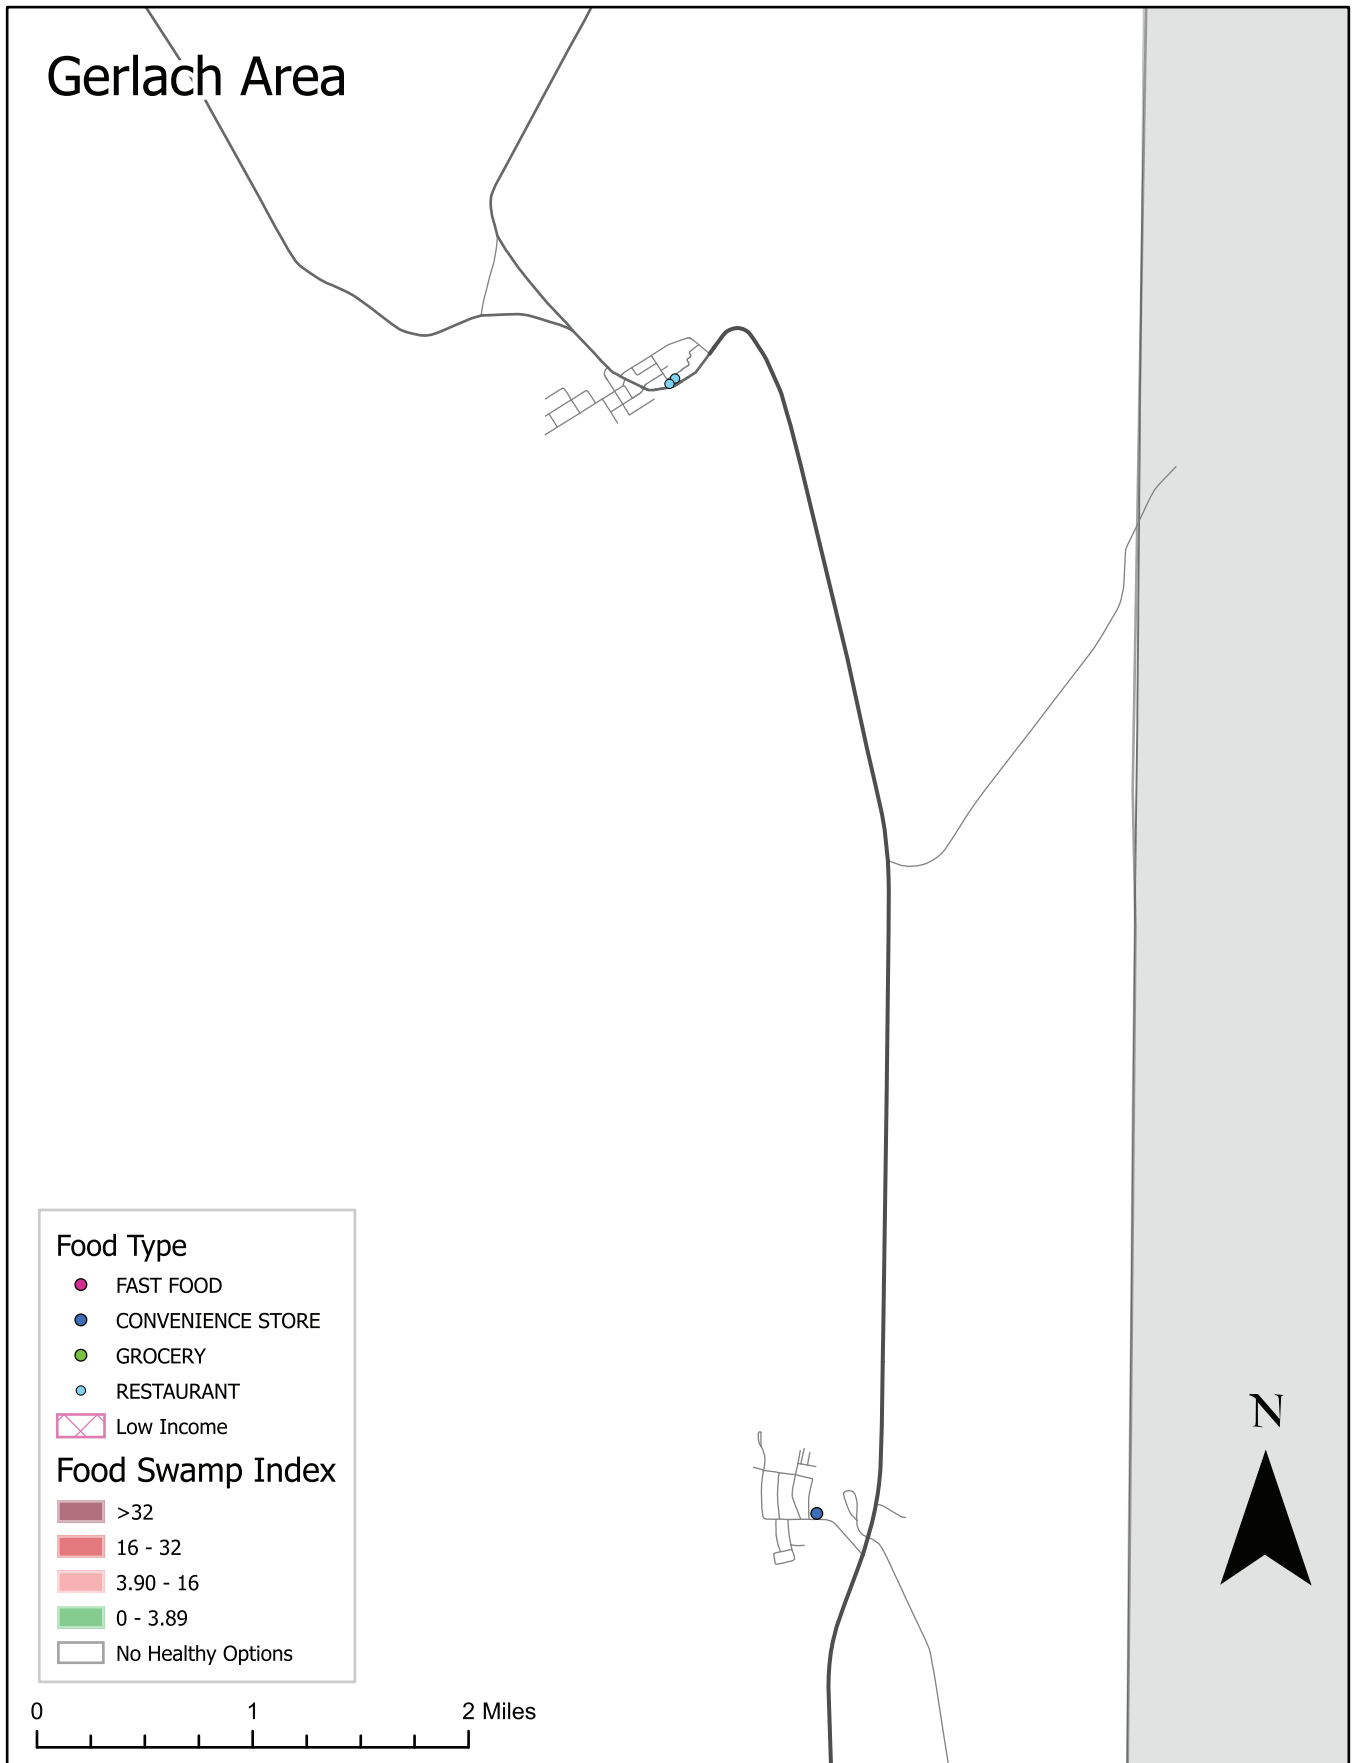 Gerlach Area
Food Type
FAST FOOD
CONVENIENCE STORE
GROCERY
RESTAURANT
Low Income
Food Swamp Index
>32
16 - 32
3.90 - 16
0 - 3.89
No Healthy Options
0 1 2 Miles
N